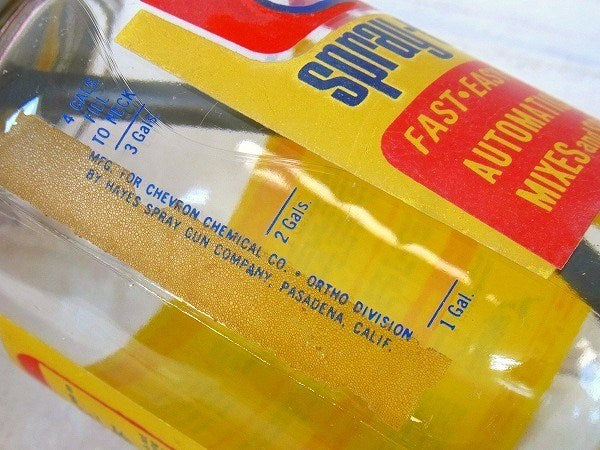 Spray-
FAST•EAS
AUTOMATI
MIXES and
4 GALS.
FILL
TO NECK
3 Gals.
2 Gals.
1 Gal.
MFG. FOR CHEVRON CHEMICAL CO. • ORTHO DIVISION
BY HAYES SPRAY GUN COMPANY, PASADENA, CALIF.